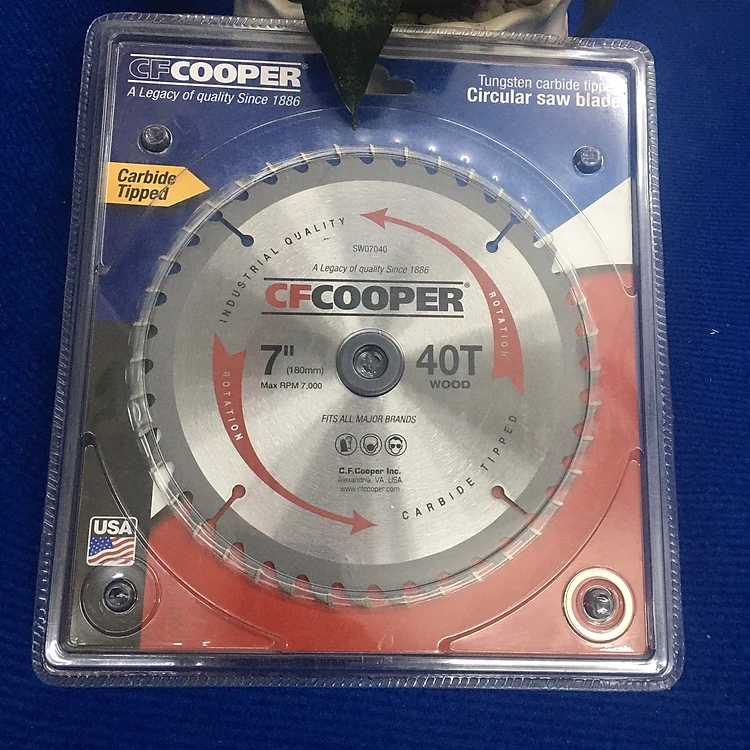 CFCOOPER®
A Legacy of quality Since 1886
Tungsten carbide tipped
Circular saw blade
Carbide
Tipped
INDUSTRIAL QUALITY
SW07040
A Legacy of quality Since 1886
CFCOOPER®
ROTATION
7" (180mm)
Max RPM 7,000
40T
WOOD
ROTATION
FITS ALL MAJOR BRANDS
C.F.Cooper Inc.
Alexandria, VA, USA
www.cfcooper.com
CARBIDE TIPPED
USA